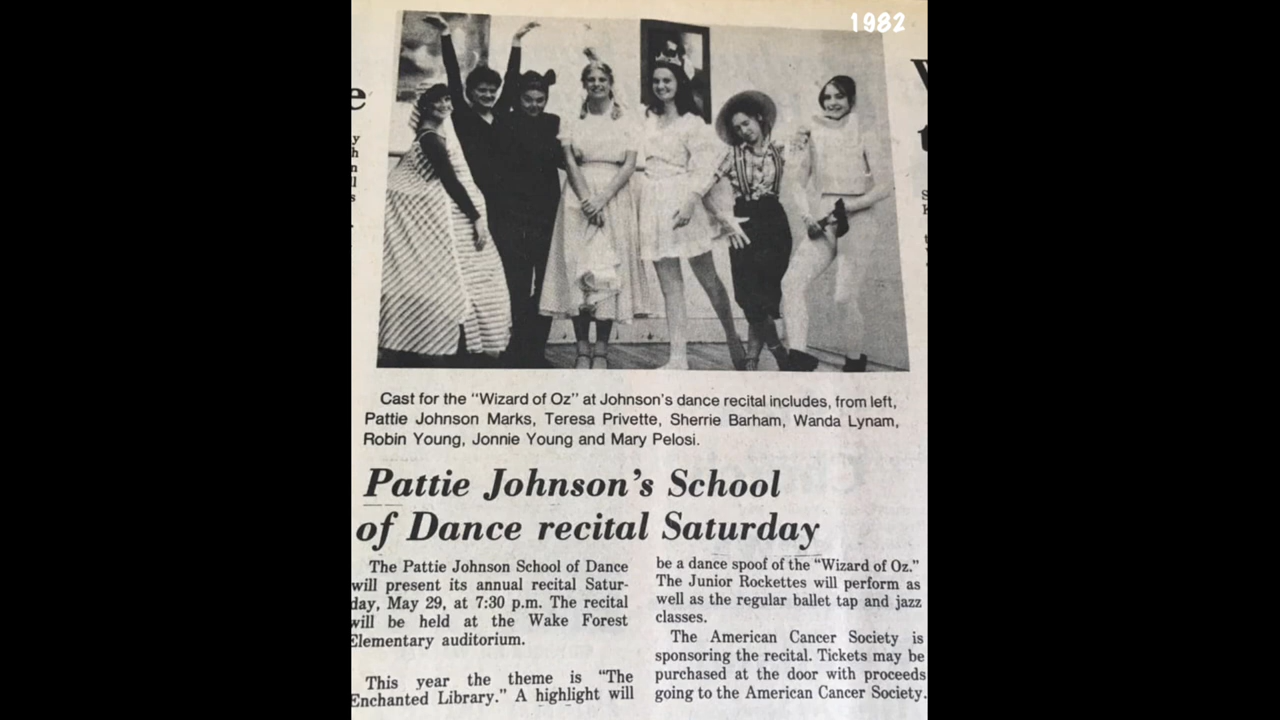 1982
Cast for the "Wizard of Oz" at Johnson's dance recital includes, from left,
Pattie Johnson Marks, Teresa Privette, Sherrie Barham, Wanda Lynam,
Robin Young, Jonnie Young and Mary Pelosi.
Pattie Johnson's School
of Dance recital Saturday
The Pattie Johnson School of Dance
will present its annual recital Satur-
day, May 29, at 7:30 p.m. The recital
will be held at the Wake Forest
Elementary auditorium.
This year the theme is "The
Enchanted Library." A highlight will
be a dance spoof of the "Wizard of Oz."
The Junior Rockettes will perform as
well as the regular ballet tap and jazz
classes.
The American Cancer Society is
sponsoring the recital. Tickets may be
purchased at the door with proceeds
going to the American Cancer Society.